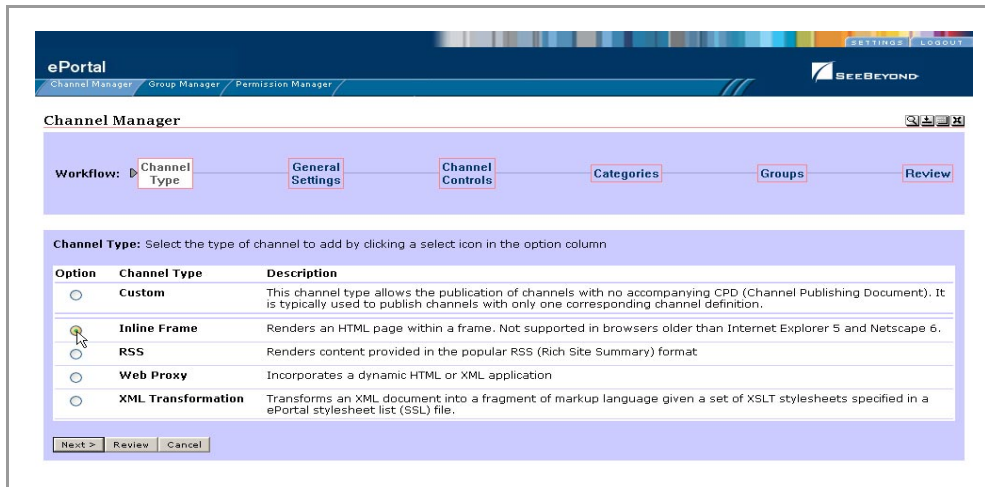 SETTINGS LOGOUT
ePortal
SEEBEYOND
Channel Manager Group Manager Permission Manager
Channel Manager
Workflow: Channel Type General Settings Channel Controls Categories Groups Review
Channel Type: Select the type of channel to add by clicking a select icon in the option column
Option Channel Type Description
Custom This channel type allows the publication of channels with no accompanying CPD (Channel Publishing Document). It
is typically used to publish channels with only one corresponding channel definition.
Inline Frame Renders an HTML page within a frame. Not supported in browsers older than Internet Explorer 5 and Netscape 6.
RSS Renders content provided in the popular RSS (Rich Site Summary) format
Web Proxy Incorporates a dynamic HTML or XML application
XML Transformation Transforms an XML document into a fragment of markup language given a set of XSLT stylesheets specified in a
ePortal stylesheet list (SSL) file.
Next > Review Cancel